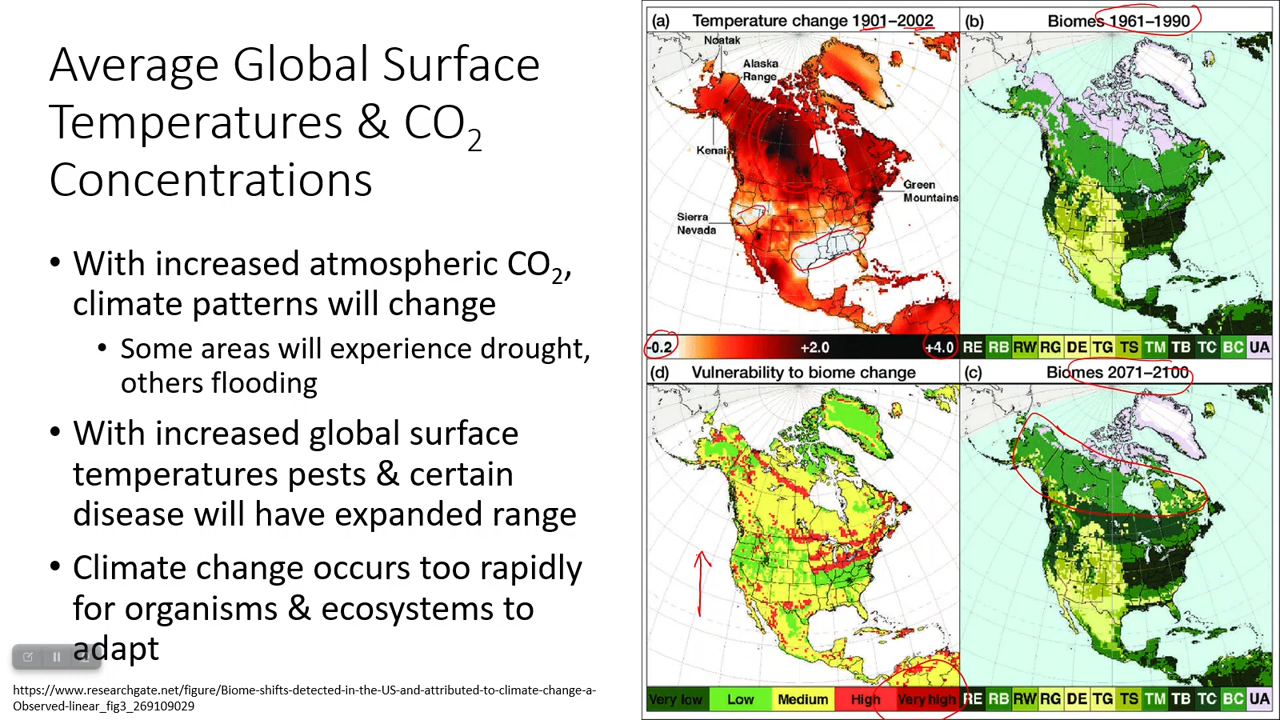 Average Global Surface
Temperatures & CO2
Concentrations
• With increased atmospheric CO2,
climate patterns will change
• Some areas will experience drought,
others flooding
• With increased global surface
temperatures pests & certain
disease will have expanded range
• Climate change occurs too rapidly
for organisms & ecosystems to
adapt
https://www.researchgate.net/figure/Biome-shifts-detected-in-the-US-and-attributed-to-climate-change-a-
Observed-linear_fig3_269109029
(a) Temperature change 1901–2002
Noatak
Alaska
Range
Kenai
Green
Mountains
Sierra
Nevada
-0.2 +2.0 +4.0
(b) Biomes 1961–1990
RE RB RW RG DE TG TS TM TB TC BC UA
(d) Vulnerability to biome change
Very low Low Medium High Very high
(c) Biomes 2071–2100
RE RB RW RG DE TG TS TM TB TC BC UA